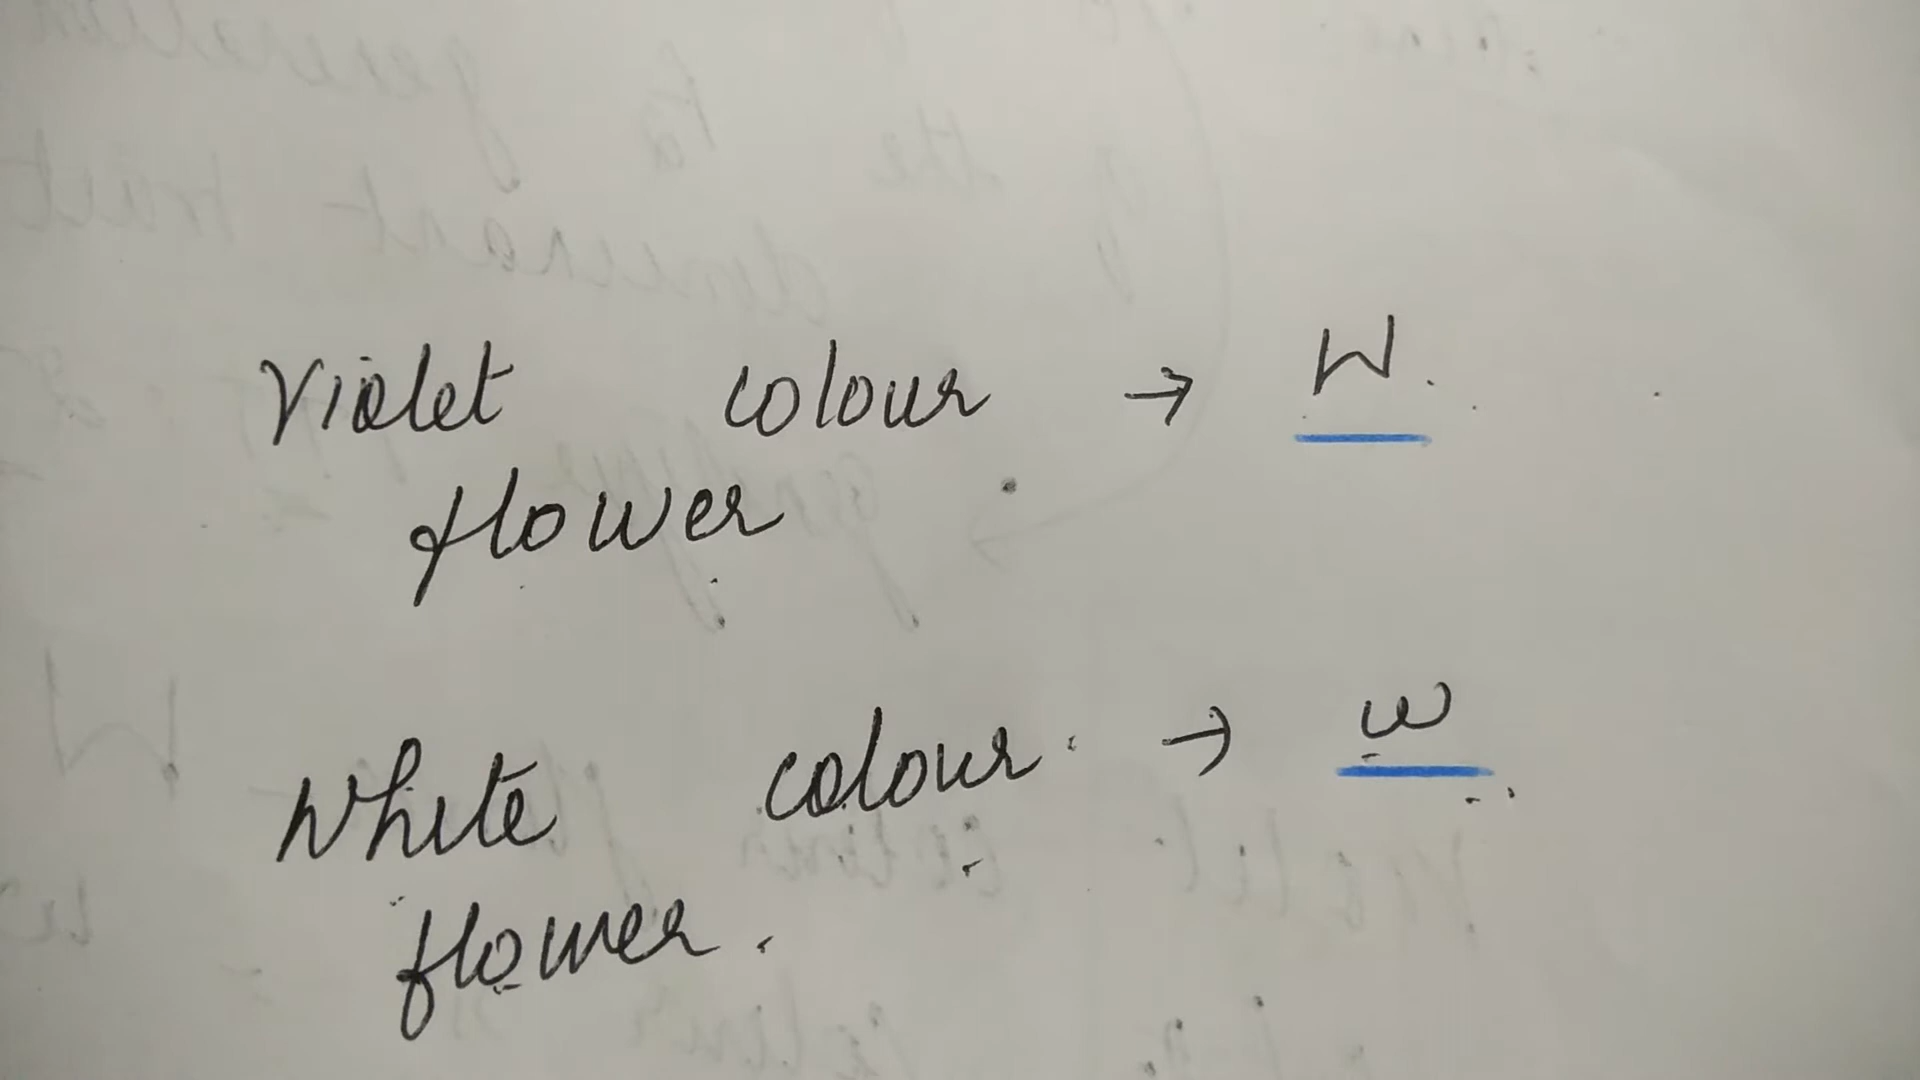 Violet colour → W.
flower
White colour → w
flower.